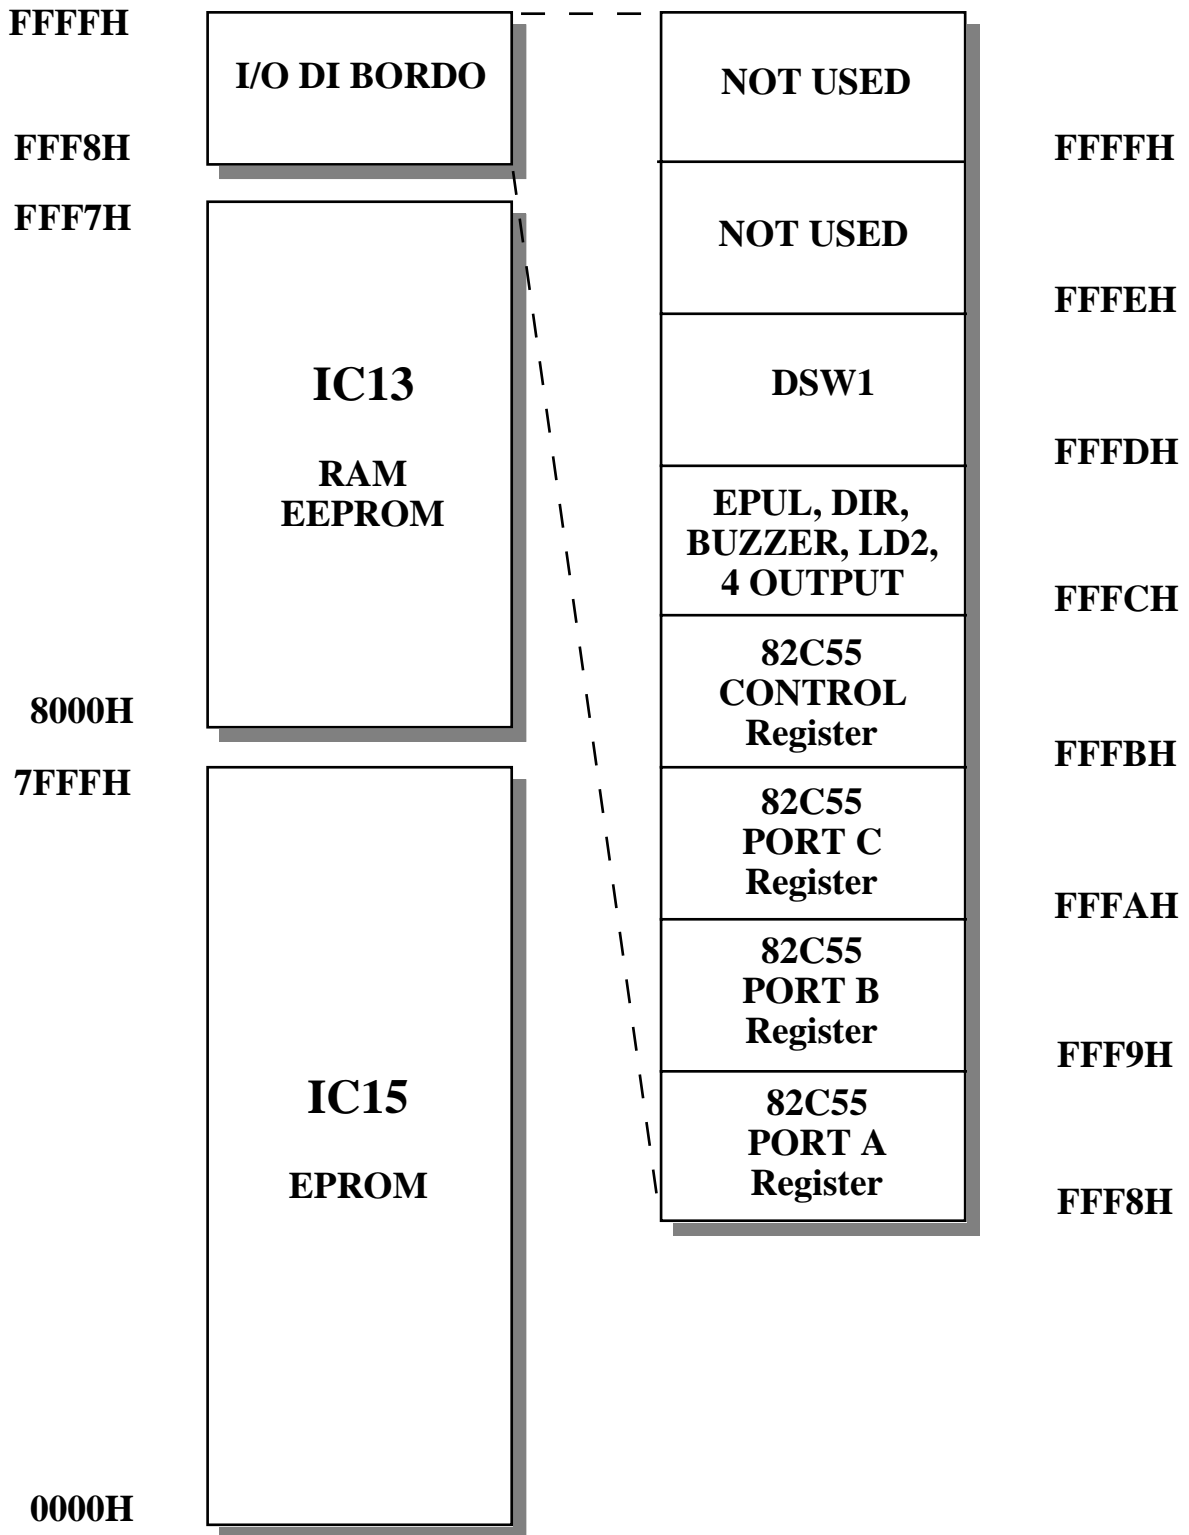 FFFFH
I/O DI BORDO
FFF8H
FFF7H
IC13
RAM
EEPROM
8000H
7FFFH
IC15
EPROM
0000H
NOT USED
FFFFH
NOT USED
FFFEH
DSW1
FFFDH
EPUL, DIR,
BUZZER, LD2,
4 OUTPUT
FFFCH
82C55
CONTROL
Register
FFFBH
82C55
PORT C
Register
FFFAH
82C55
PORT B
Register
FFF9H
82C55
PORT A
Register
FFF8H